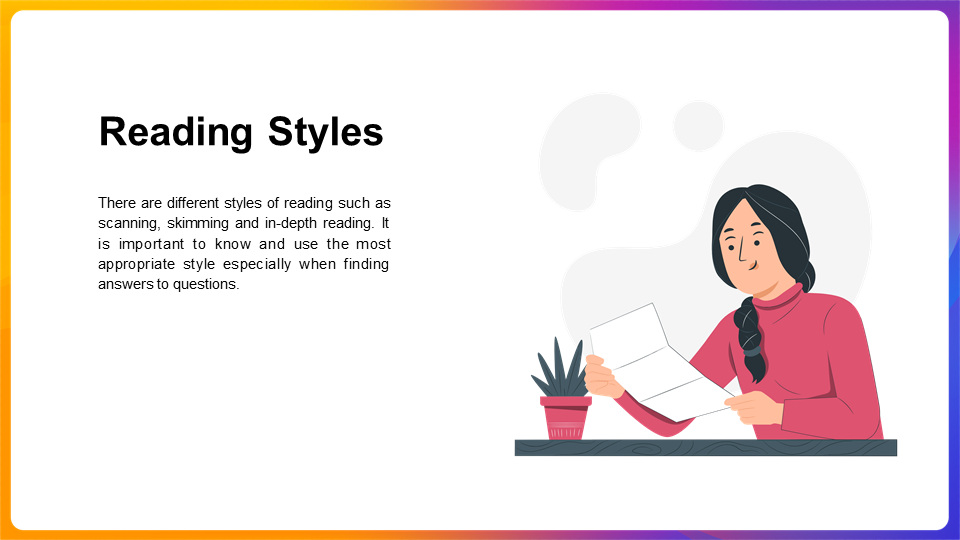 Reading Styles
There are different styles of reading such as
scanning, skimming and in-depth reading. It
is important to know and use the most
appropriate style especially when finding
answers to questions.